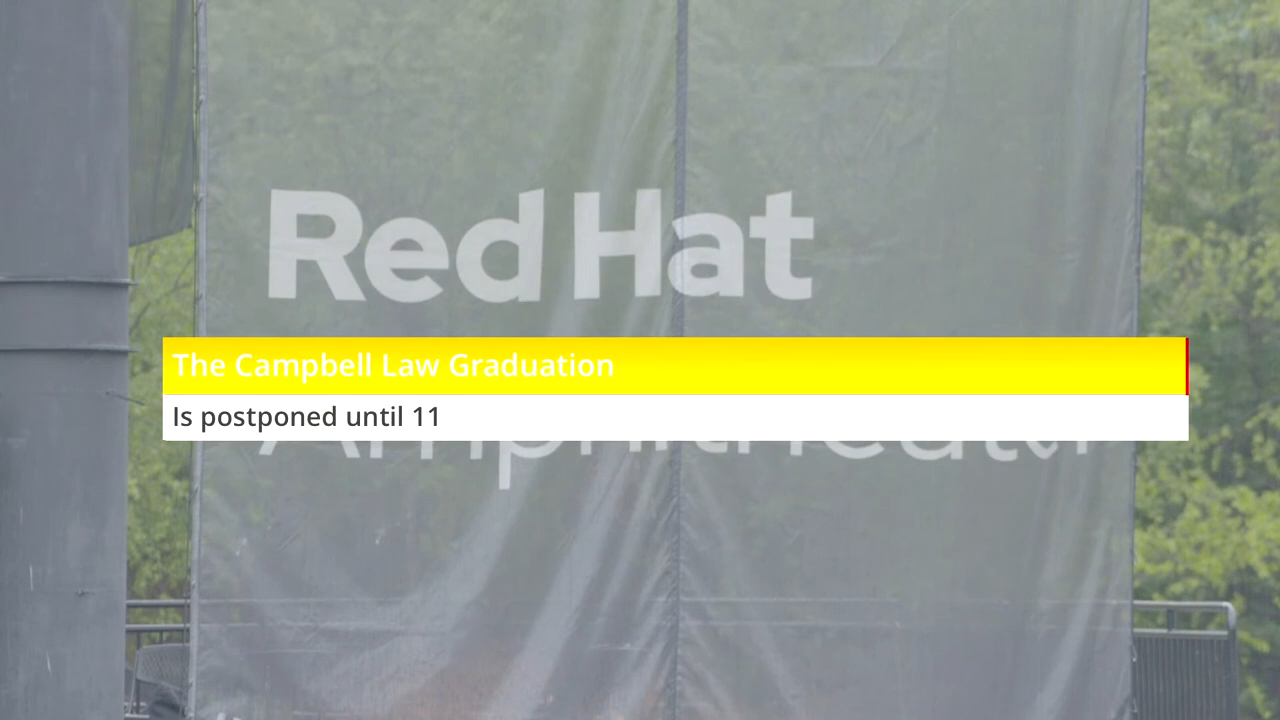 Red Hat
The Campbell Law Graduation
Is postponed until 11